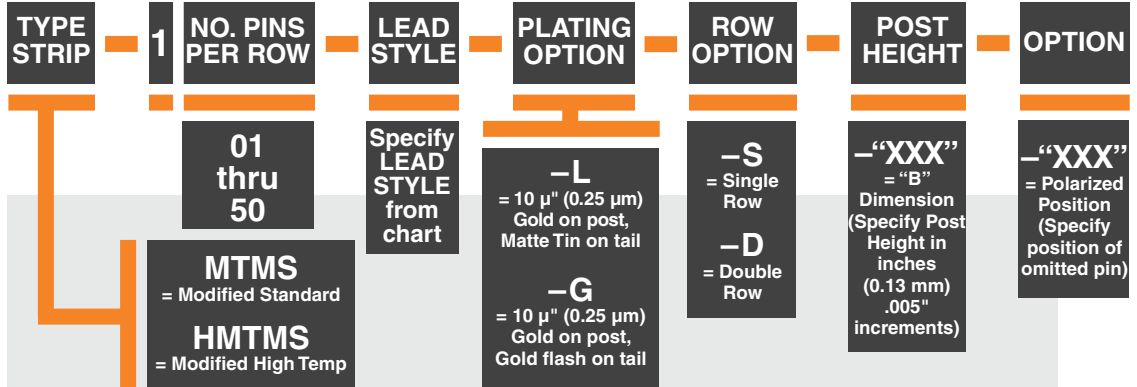 TYPE
STRIP
1
NO. PINS
PER ROW
LEAD
STYLE
PLATING
OPTION
ROW
OPTION
POST
HEIGHT
OPTION
01
thru
50
Specify
LEAD
STYLE
from
chart
–L
= 10 µ" (0.25 µm)
Gold on post,
Matte Tin on tail
–G
= 10 µ" (0.25 µm)
Gold on post,
Gold flash on tail
–S
= Single
Row
–D
= Double
Row
–“XXX”
= “B”
Dimension
(Specify Post
Height in
inches
(0.13 mm)
.005"
increments)
–“XXX”
= Polarized
Position
(Specify
position of
omitted pin)
MTMS
= Modified Standard
HMTMS
= Modified High Temp